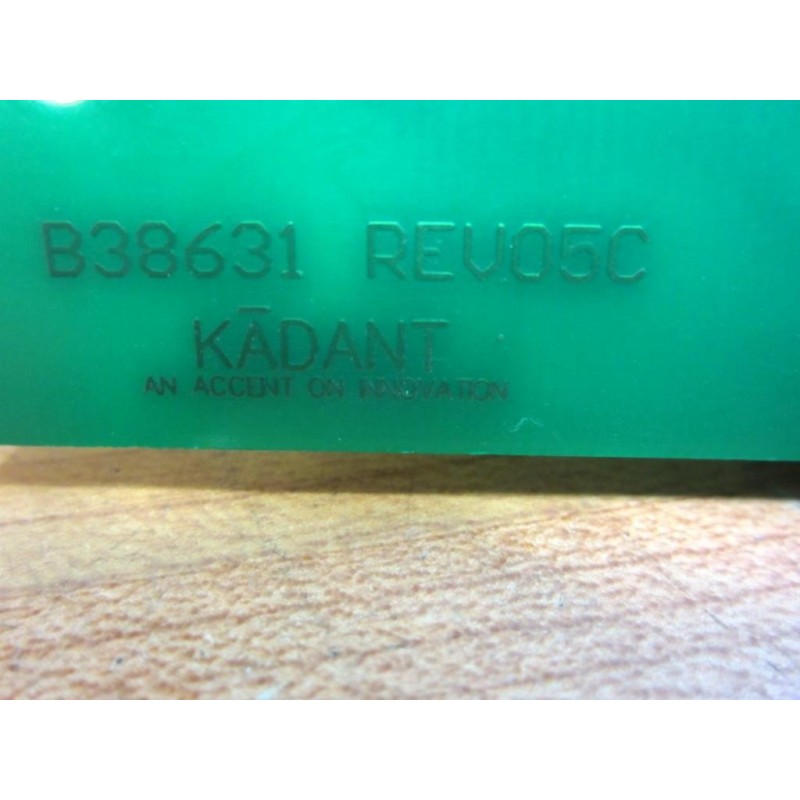 B38631 REV05C
KĀDANT
AN ACCENT ON INNOVATION